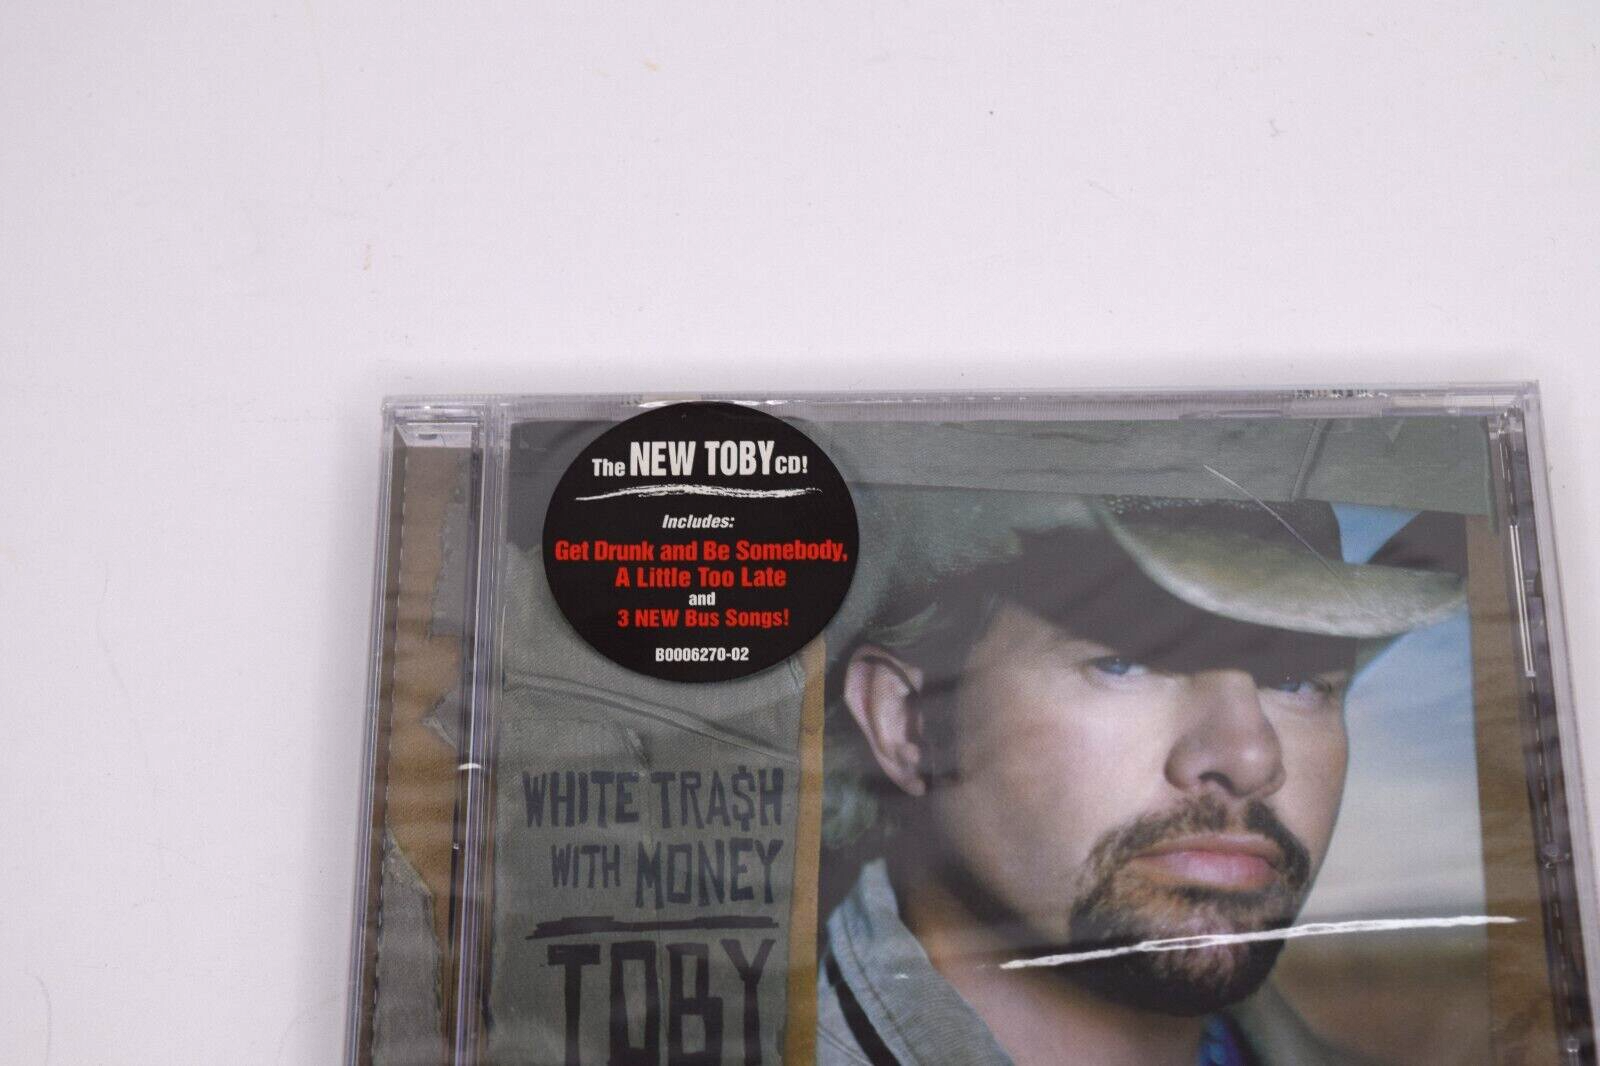 The NEW TOBY CD!
Includes:
Get Drunk and Be Somebody,
A Little Too Late
and
3 NEW Bus Songs!
B0006270-02
WHITE TRA$H
WITH MONEY
TOBY